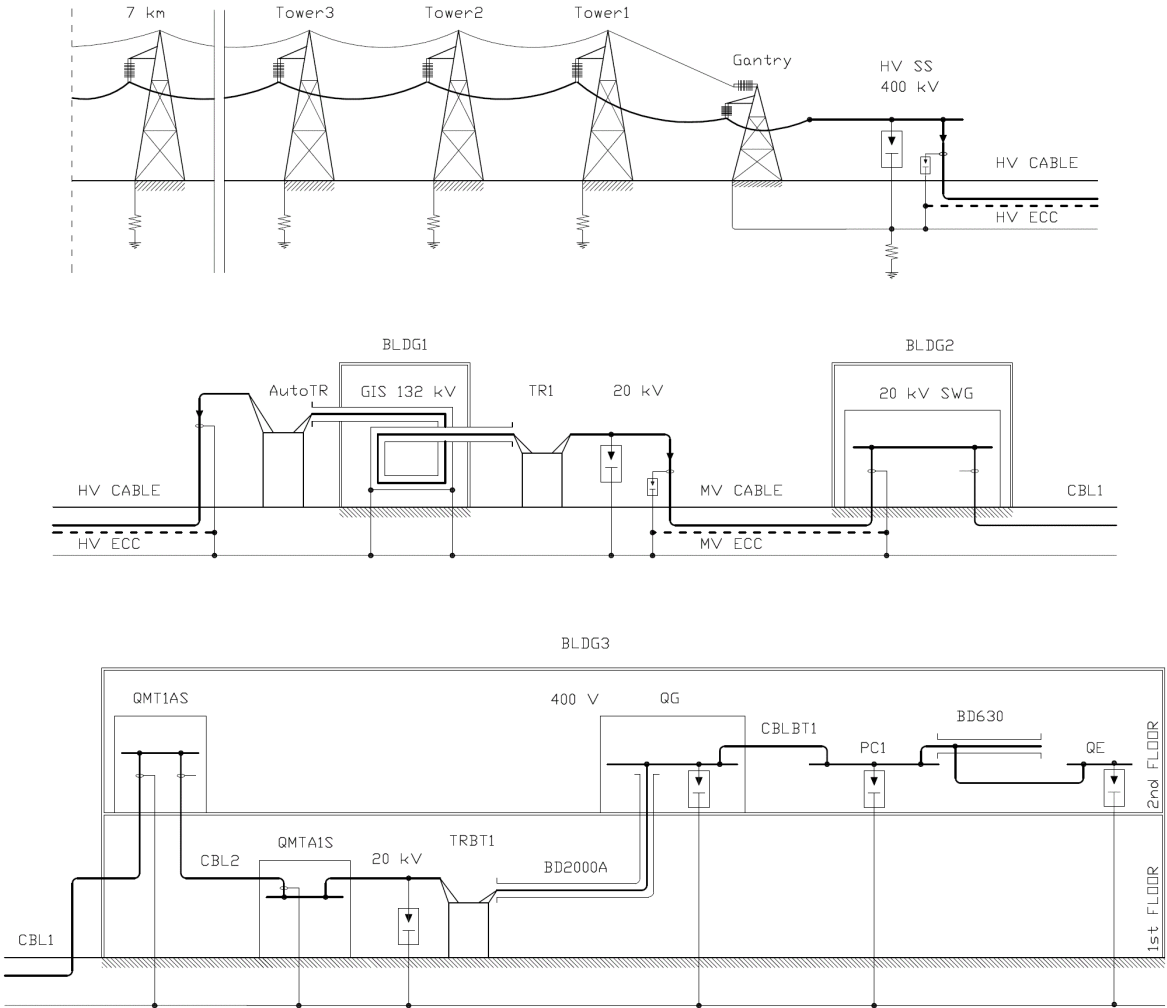 7 km
Tower3
Tower2
Tower1
Gantry
HV SS
400 kV
HV CABLE
HV ECC
BLDG1
BLDG2
AutoTR
GIS 132 kV
TR1
20 kV
20 kV SWG
HV CABLE
MV CABLE
CBL1
HV ECC
MV ECC
BLDG3
QMT1AS
400 V
QG
CBLBT1
BD630
PC1
QE
2nd FLOOR
QMTA1S
TRBT1
CBL2
20 kV
BD2000A
CBL1
1st FLOOR